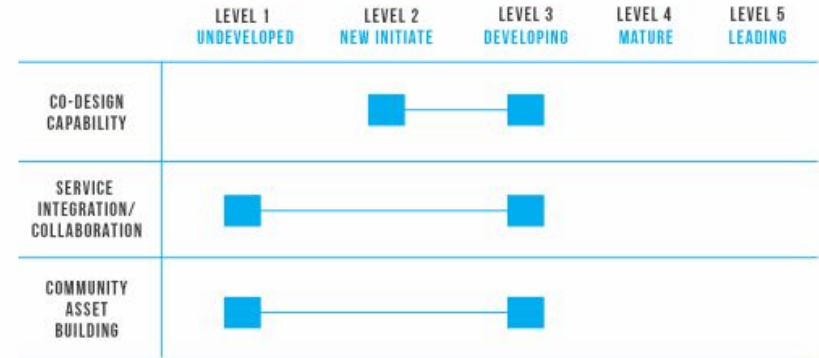 LEVEL 1 LEVEL 2 LEVEL 3 LEVEL 4 LEVEL 5
UNDEVELOPED NEW INITIATE DEVELOPING MATURE LEADING
CO-DESIGN
CAPABILITY
SERVICE
INTEGRATION/
COLLABORATION
COMMUNITY
ASSET
BUILDING